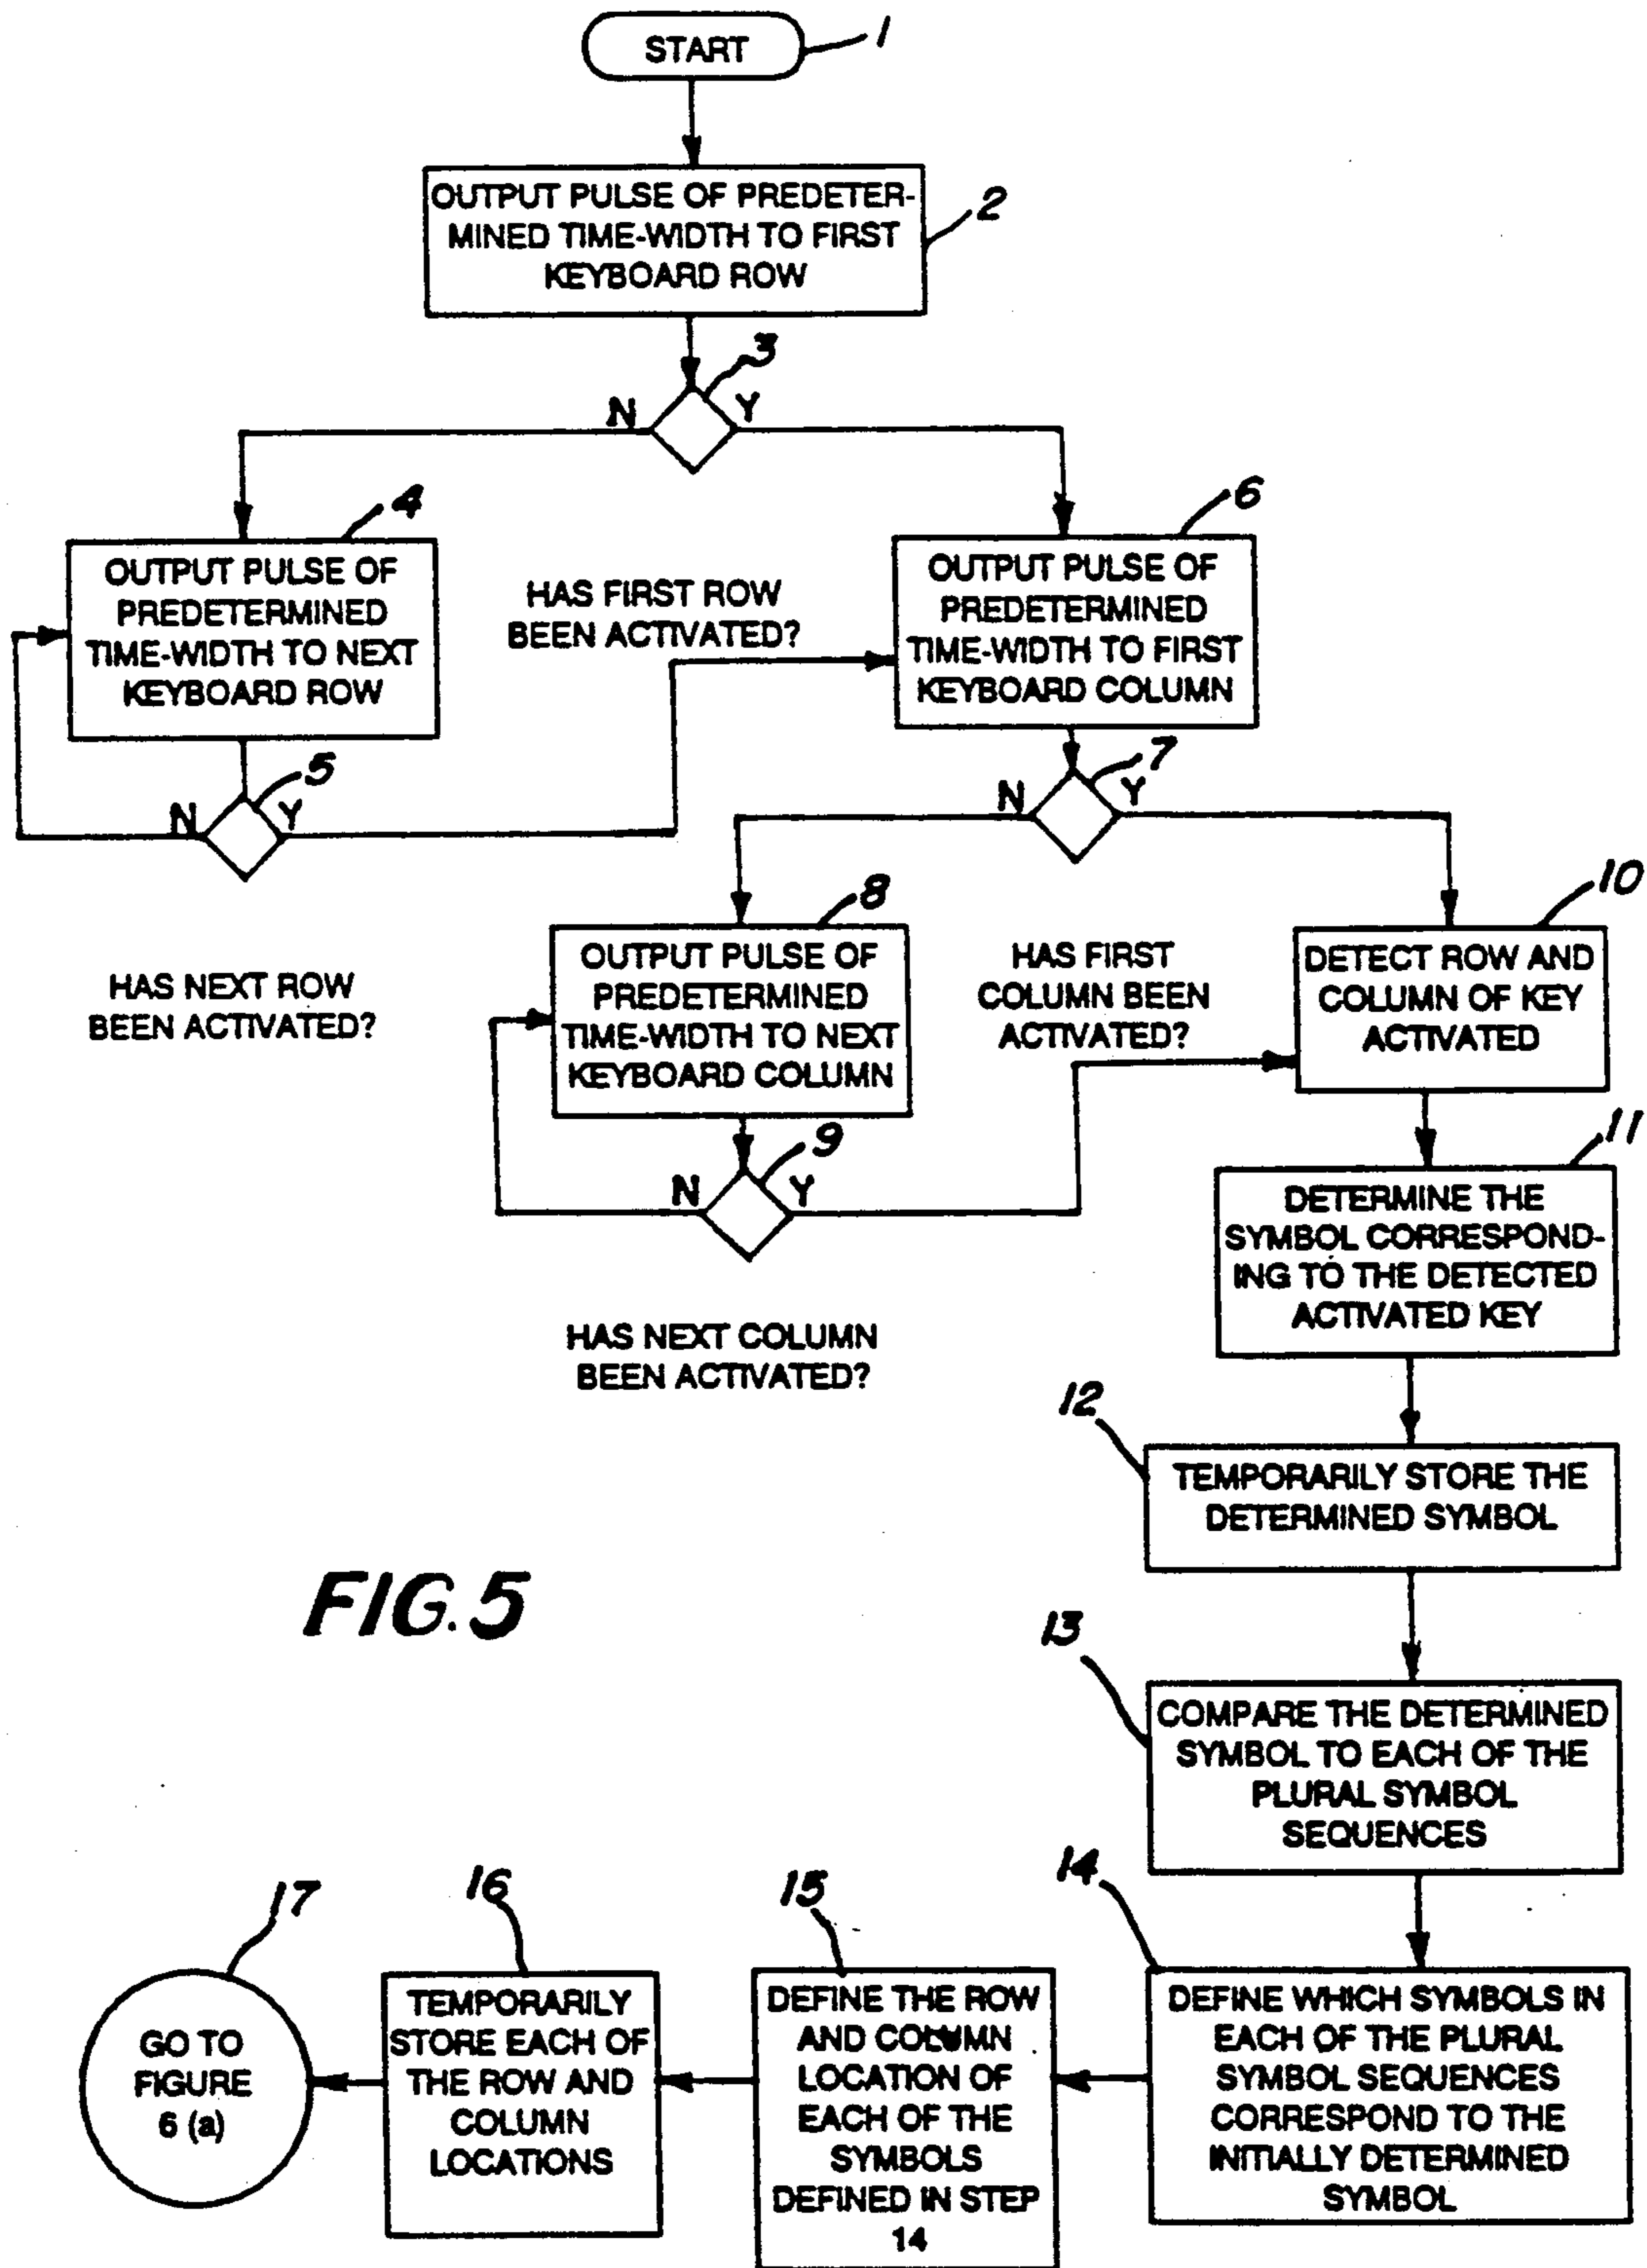 START
1
OUTPUT PULSE OF PREDETER-
MINED TIME-WIDTH TO FIRST
KEYBOARD ROW
2
3
N
Y
4
OUTPUT PULSE OF
PREDETERMINED
TIME-WIDTH TO NEXT
KEYBOARD ROW
HAS FIRST ROW
BEEN ACTIVATED?
6
OUTPUT PULSE OF
PREDETERMINED
TIME-WIDTH TO FIRST
KEYBOARD COLUMN
5
N
Y
7
N
Y
HAS NEXT ROW
BEEN ACTIVATED?
8
OUTPUT PULSE OF
PREDETERMINED
TIME-WIDTH TO NEXT
KEYBOARD COLUMN
HAS FIRST
COLUMN BEEN
ACTIVATED?
10
DETECT ROW AND
COLUMN OF KEY
ACTIVATED
9
N
Y
11
DETERMINE THE
SYMBOL CORRESPOND-
ING TO THE DETECTED
ACTIVATED KEY
HAS NEXT COLUMN
BEEN ACTIVATED?
12
TEMPORARILY STORE THE
DETERMINED SYMBOL
FIG. 5
13
COMPARE THE DETERMINED
SYMBOL TO EACH OF THE
PLURAL SYMBOL
SEQUENCES
14
DEFINE WHICH SYMBOLS IN
EACH OF THE PLURAL
SYMBOL SEQUENCES
CORRESPOND TO THE
INITIALLY DETERMINED
SYMBOL
15
DEFINE THE ROW
AND COLUMN
LOCATION OF
EACH OF THE
SYMBOLS
DEFINED IN STEP
14
16
TEMPORARILY
STORE EACH OF
THE ROW AND
COLUMN
LOCATIONS
17
GO TO
FIGURE
6 (a)